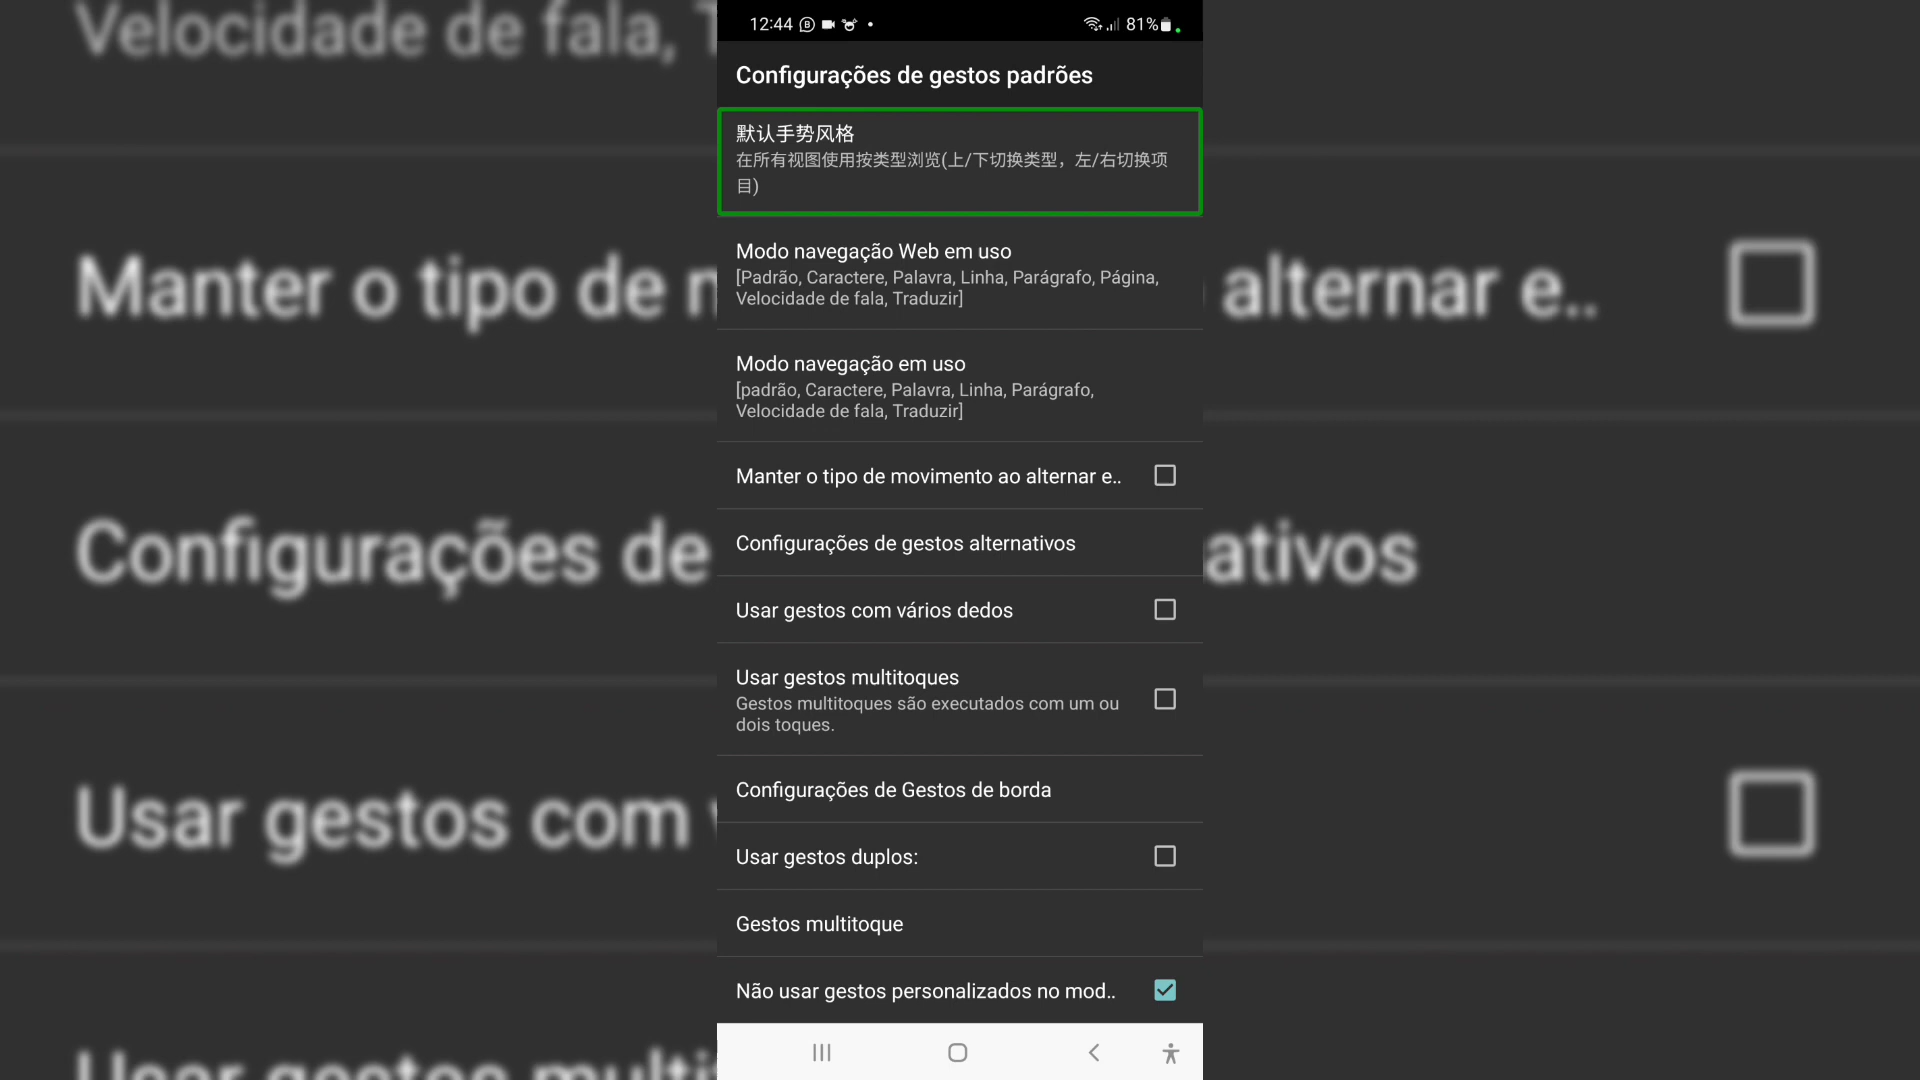 12:44
81%
Configurações de gestos padrões
默认手势风格
在所有视图使用按类型浏览(上/下切换类型，左/右切换项
目)
Modo navegação Web em uso
[Padrão, Caractere, Palavra, Linha, Parágrafo, Página,
Velocidade de fala, Traduzir]
Modo navegação em uso
[padrão, Caractere, Palavra, Linha, Parágrafo,
Velocidade de fala, Traduzir]
Manter o tipo de movimento ao alternar e..
Configurações de gestos alternativos
Usar gestos com vários dedos
Usar gestos multitoques
Gestos multitoques são executados com um ou
dois toques.
Configurações de Gestos de borda
Usar gestos duplos:
Gestos multitoque
Não usar gestos personalizados no mod..
Velocidade de fala,
Manter o tipo de
alternar e..
Configurações de
ativos
Usar gestos com
Usar gestos